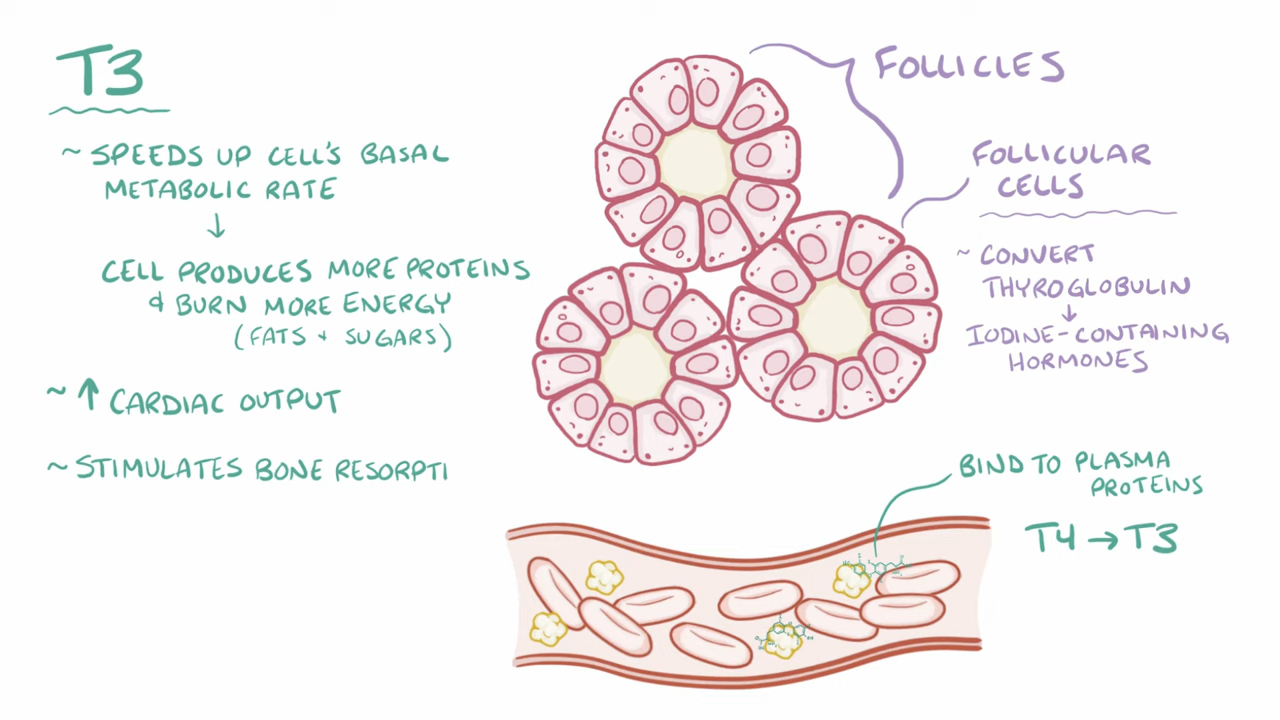 T3
~ SPEEDS UP CELL'S BASAL
METABOLIC RATE
↓
CELL PRODUCES MORE PROTEINS
& BURN MORE ENERGY
(FATS + SUGARS)
~ ↑ CARDIAC OUTPUT
~ STIMULATES BONE RESORPTI
FOLLICLES
FOLLICULAR
CELLS
~ CONVERT
THYROGLOBULIN
↓
IODINE-CONTAINING
HORMONES
BIND TO PLASMA
PROTEINS
T4 → T3